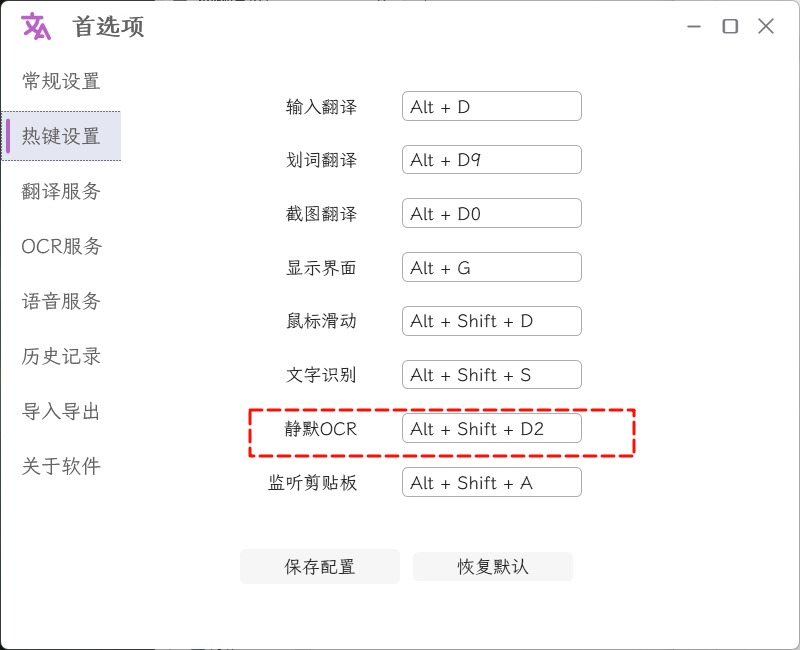 首选项
常规设置
热键设置
翻译服务
OCR服务
语音服务
历史记录
导入导出
关于软件
输入翻译 Alt + D
划词翻译 Alt + D9
截图翻译 Alt + D0
显示界面 Alt + G
鼠标滑动 Alt + Shift + D
文字识别 Alt + Shift + S
静默OCR Alt + Shift + D2
监听剪贴板 Alt + Shift + A
保存配置 恢复默认